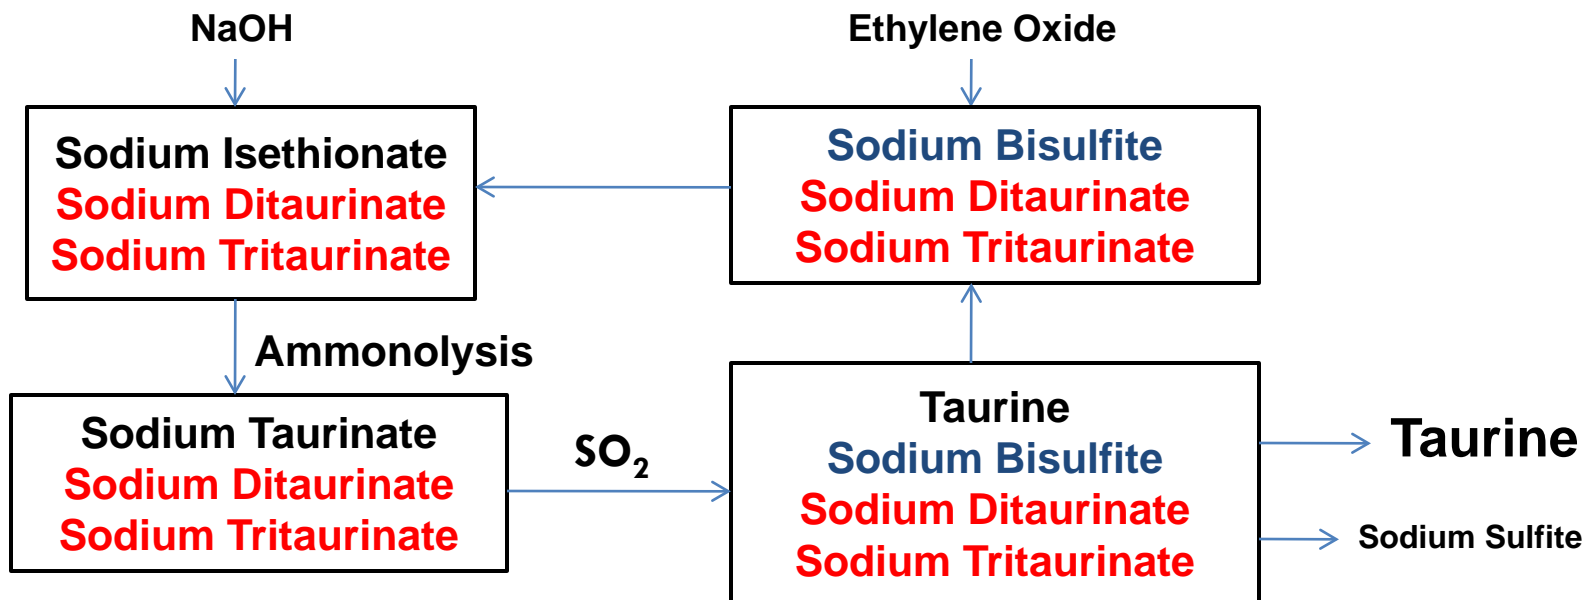 NaOH
Ethylene Oxide
Sodium Isethionate
Sodium Ditaurinate
Sodium Tritaurinate
Sodium Bisulfite
Sodium Ditaurinate
Sodium Tritaurinate
Ammonolysis
Sodium Taurinate
Sodium Ditaurinate
Sodium Tritaurinate
SO₂
Taurine
Sodium Bisulfite
Sodium Ditaurinate
Sodium Tritaurinate
Taurine
Sodium Sulfite